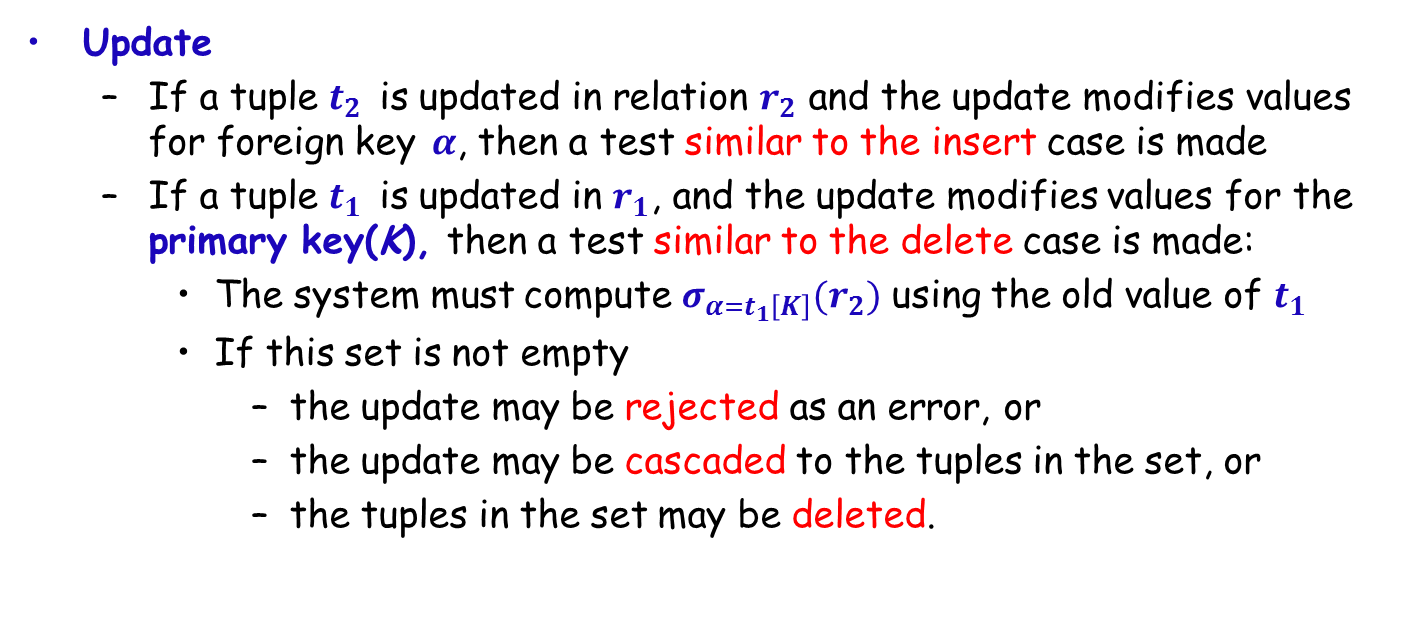 • Update
– If a tuple t₂ is updated in relation r₂ and the update modifies values
for foreign key α, then a test similar to the insert case is made
– If a tuple t₁ is updated in r₁, and the update modifies values for the
primary key(K), then a test similar to the delete case is made:
• The system must compute σ_{α=t₁[K]}(r₂) using the old value of t₁
• If this set is not empty
– the update may be rejected as an error, or
– the update may be cascaded to the tuples in the set, or
– the tuples in the set may be deleted.